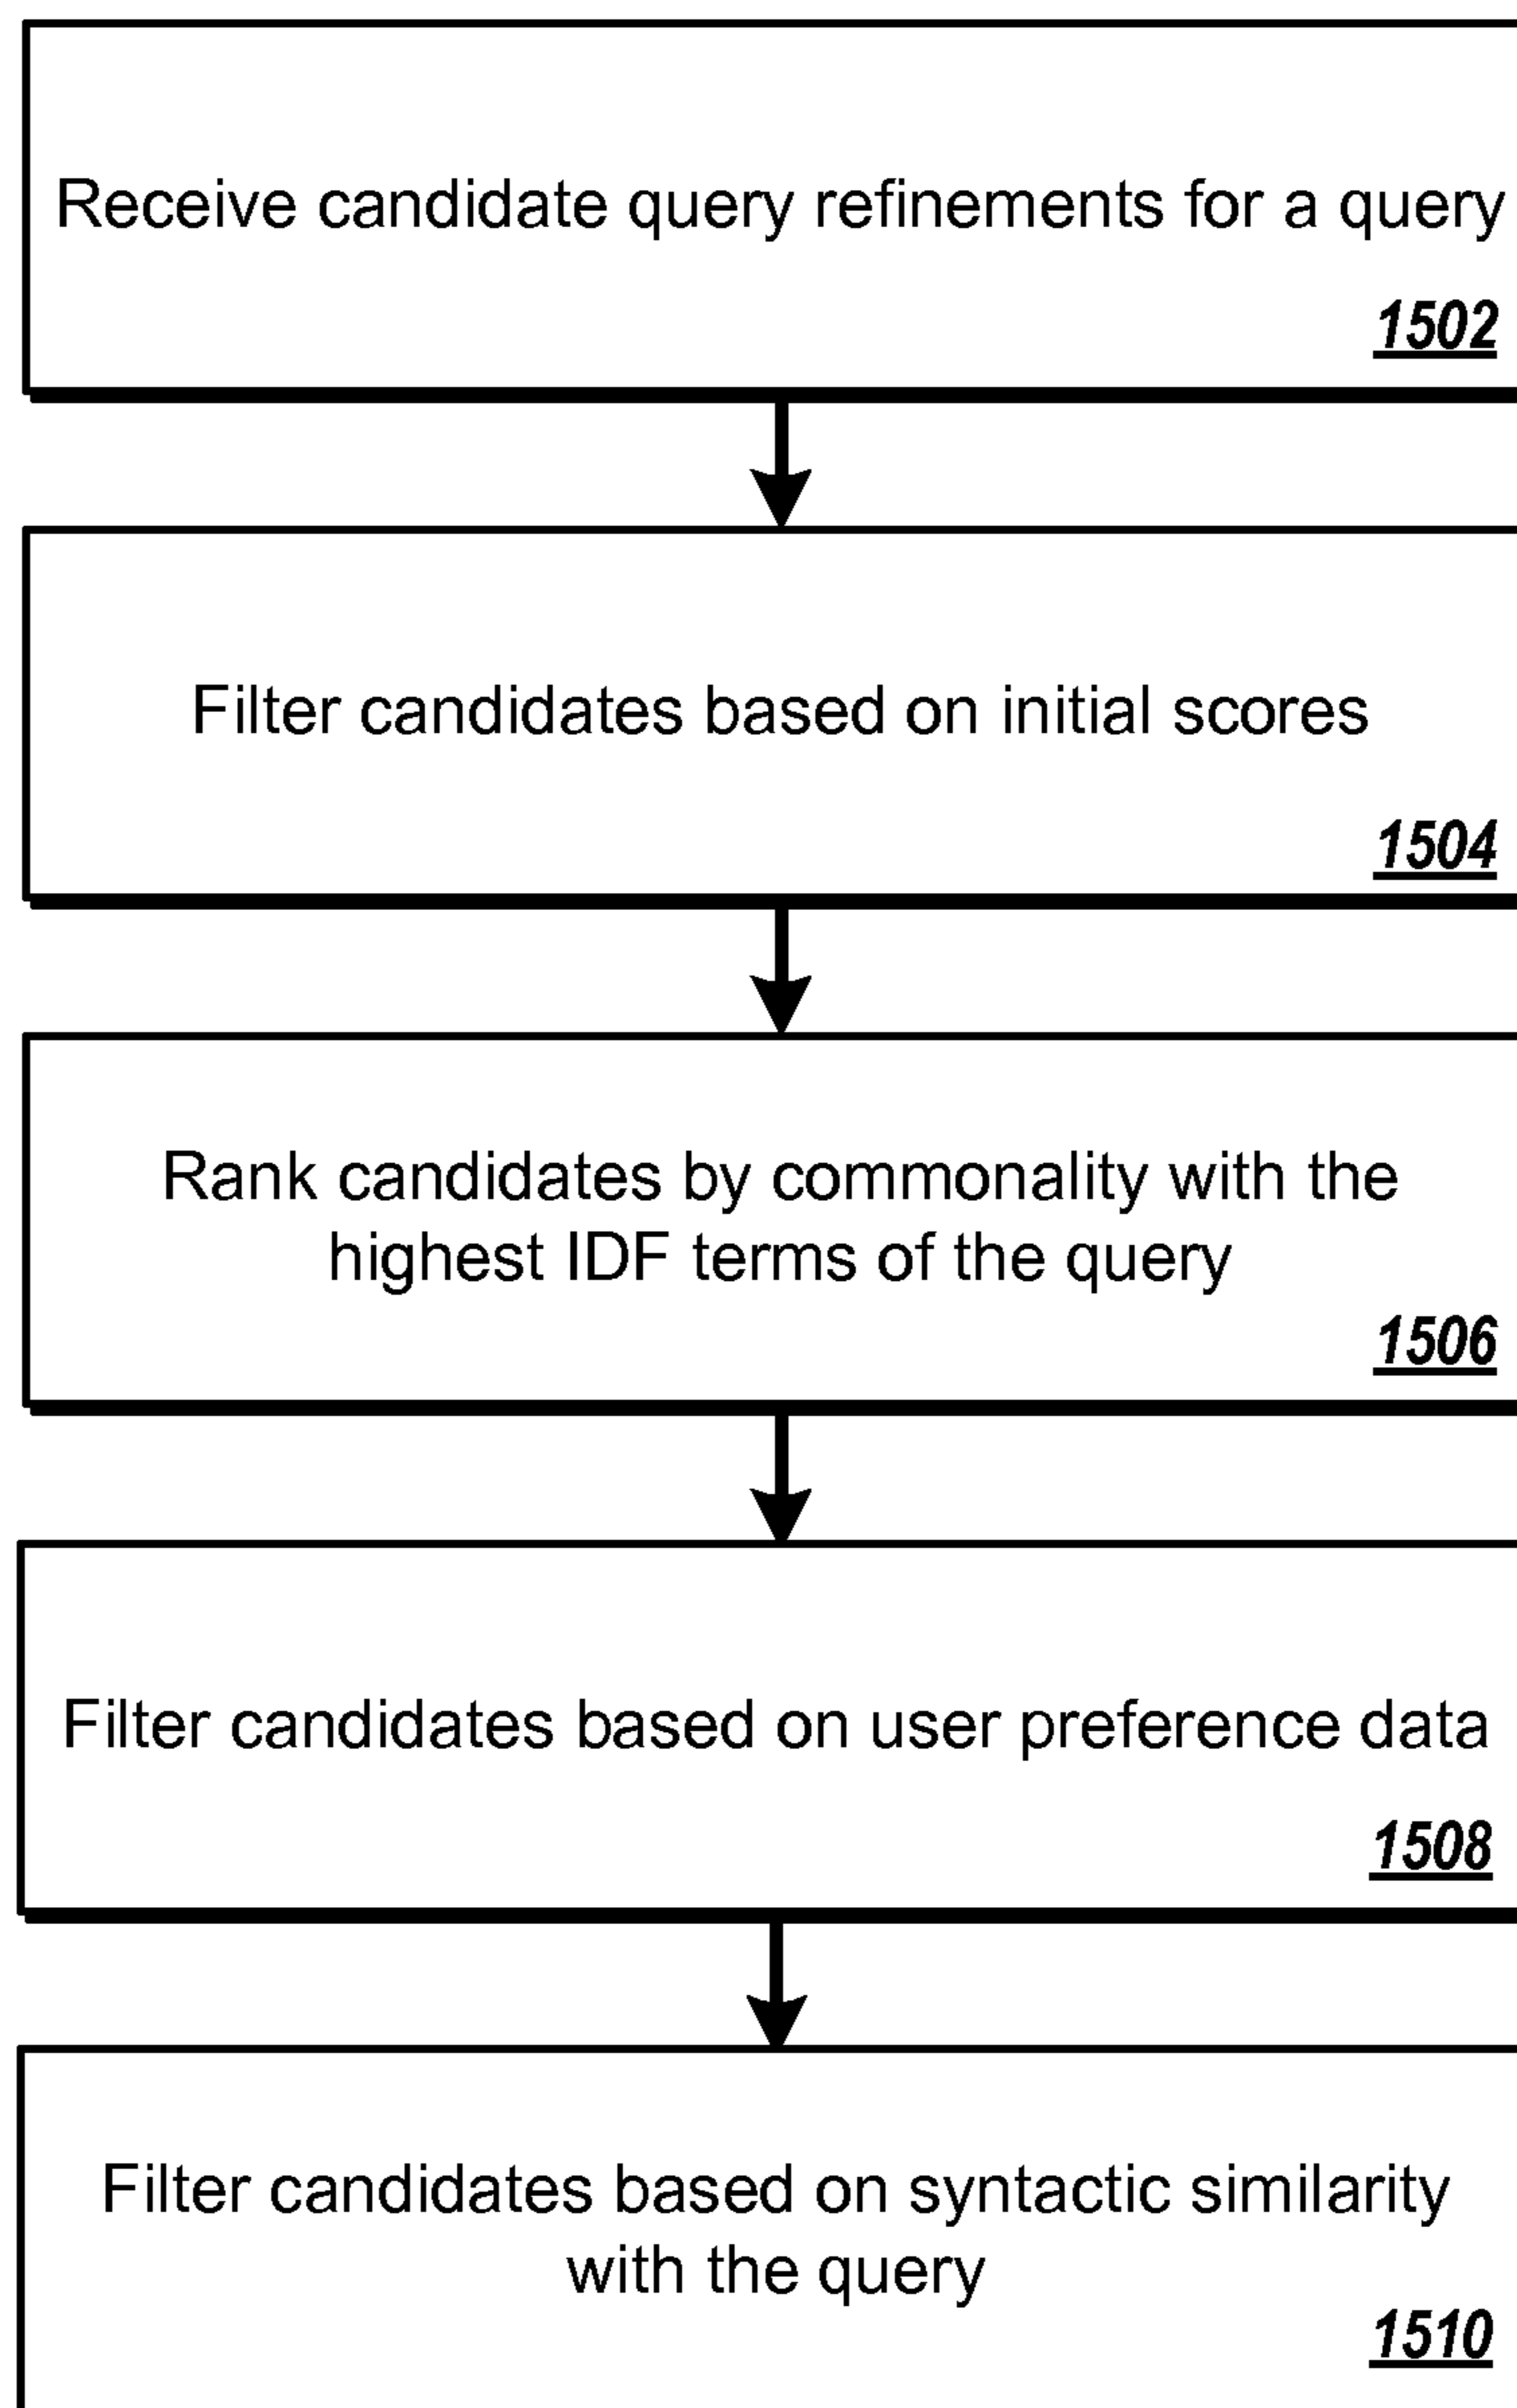 Receive candidate query refinements for a query
1502
Filter candidates based on initial scores
1504
Rank candidates by commonality with the
highest IDF terms of the query
1506
Filter candidates based on user preference data
1508
Filter candidates based on syntactic similarity
with the query
1510